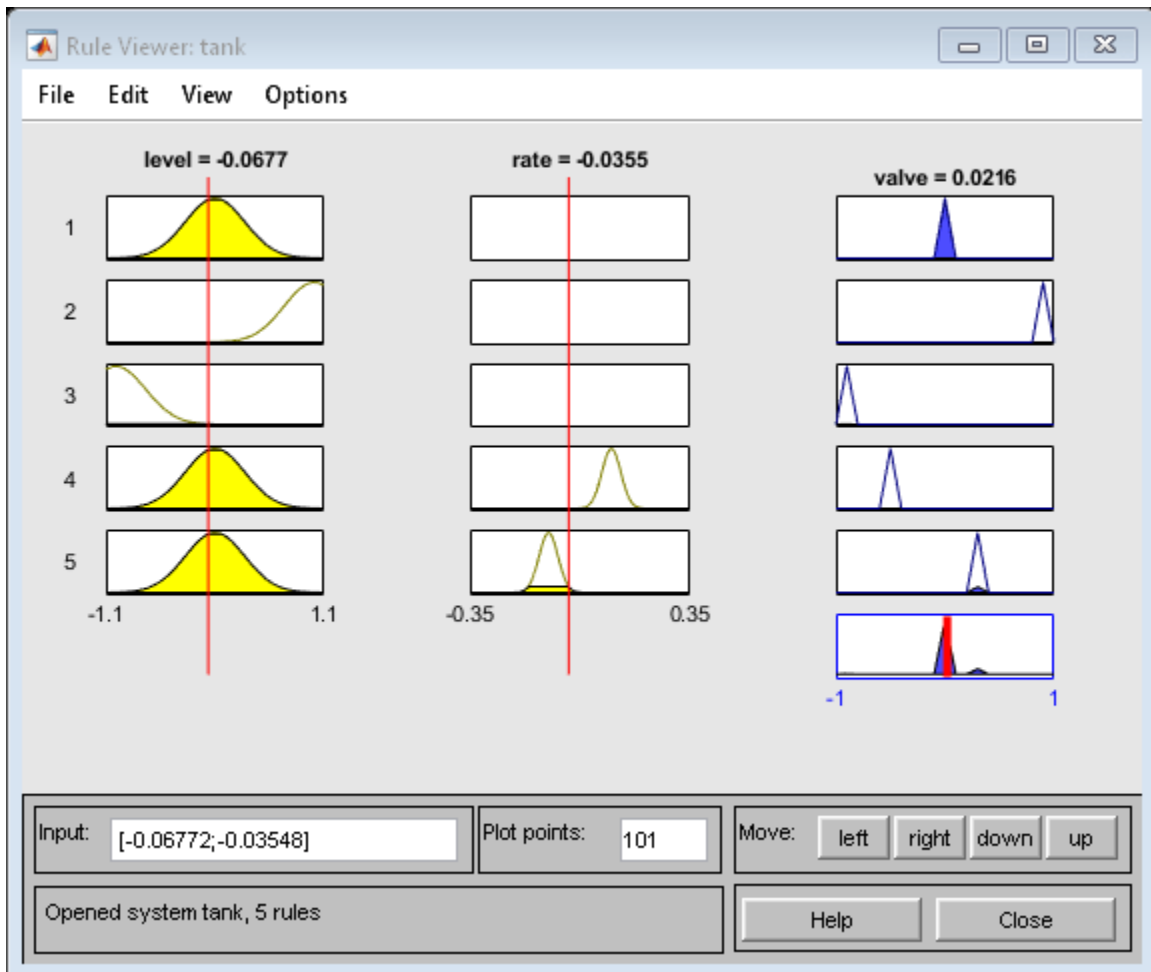 Rule Viewer: tank
File Edit View Options
level = -0.0677 rate = -0.0355 valve = 0.0216
1
2
3
4
5
-1.1 1.1 -0.35 0.35
-1 1
Input: [-0.06772;-0.03548] Plot points: 101 Move: left right down up
Opened system tank, 5 rules Help Close